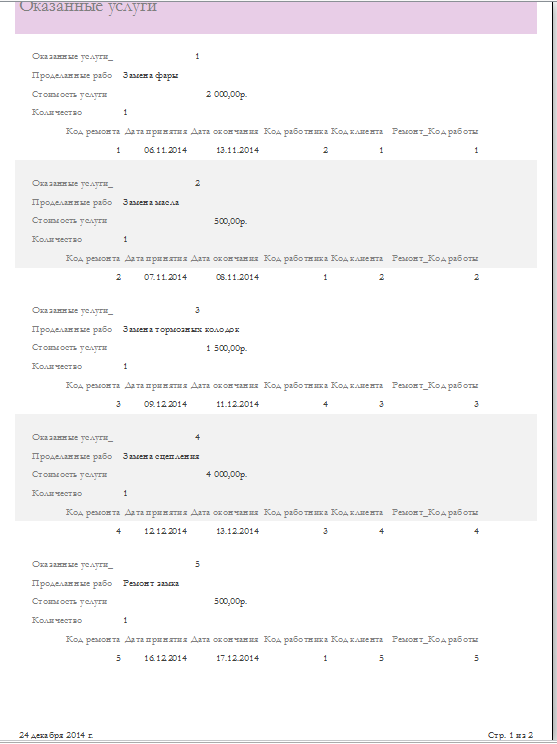 Оказанные услуги
Оказанные услуги_ 1
Проделанные рабо Замена фары
Стоимость услуги 2 000,00р.
Количество 1
Код ремонта Дата принятия Дата окончания Код работника Код клиента Ремонт_Код работы
1 06.11.2014 13.11.2014 2 1 1
Оказанные услуги_ 2
Проделанные рабо Замена масла
Стоимость услуги 500,00р.
Количество 1
Код ремонта Дата принятия Дата окончания Код работника Код клиента Ремонт_Код работы
2 07.11.2014 08.11.2014 1 2 2
Оказанные услуги_ 3
Проделанные рабо Замена тормозных колодок
Стоимость услуги 1 500,00р.
Количество 1
Код ремонта Дата принятия Дата окончания Код работника Код клиента Ремонт_Код работы
3 09.12.2014 11.12.2014 4 3 3
Оказанные услуги_ 4
Проделанные рабо Замена сцепления
Стоимость услуги 4 000,00р.
Количество 1
Код ремонта Дата принятия Дата окончания Код работника Код клиента Ремонт_Код работы
4 12.12.2014 13.12.2014 3 4 4
Оказанные услуги_ 5
Проделанные рабо Ремонт замка
Стоимость услуги 500,00р.
Количество 1
Код ремонта Дата принятия Дата окончания Код работника Код клиента Ремонт_Код работы
5 16.12.2014 17.12.2014 1 5 5
24 декабря 2014 г. Стр. 1 из 2